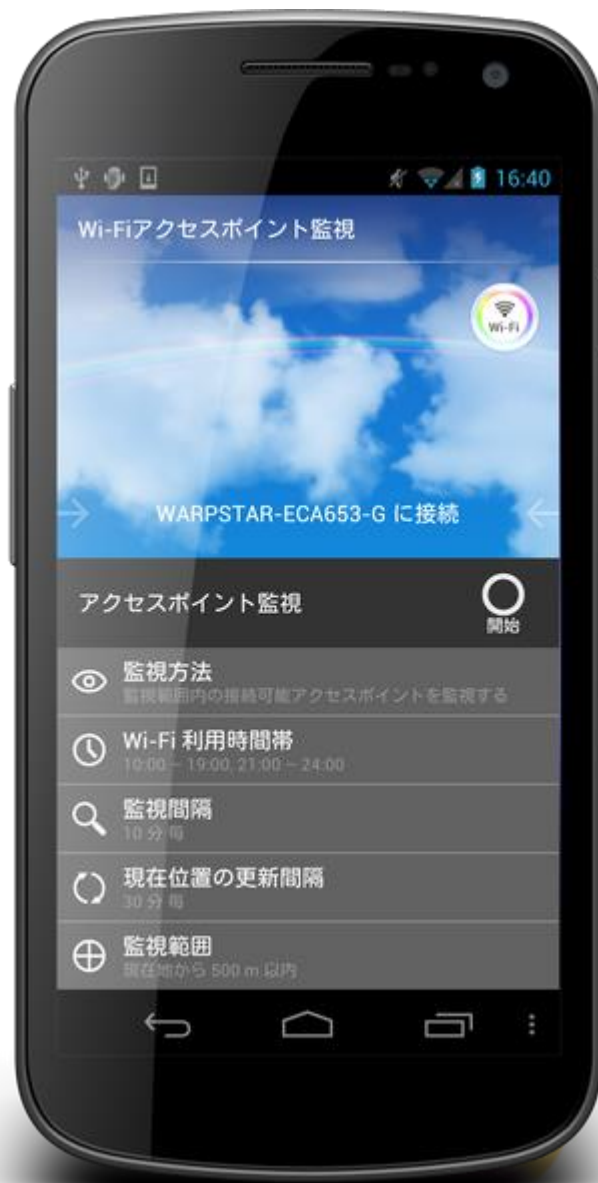 16:40
Wi-Fiアクセスポイント監視
Wi-Fi
WARPSTAR-ECA653-G に接続
アクセスポイント監視
開始
監視方法
監視範囲内の接続可能アクセスポイントを監視する
Wi-Fi 利用時間帯
10:00 – 19:00, 21:00 – 24:00
監視間隔
10 分 毎
現在位置の更新間隔
30 分 毎
監視範囲
現在地から 500 m 以内